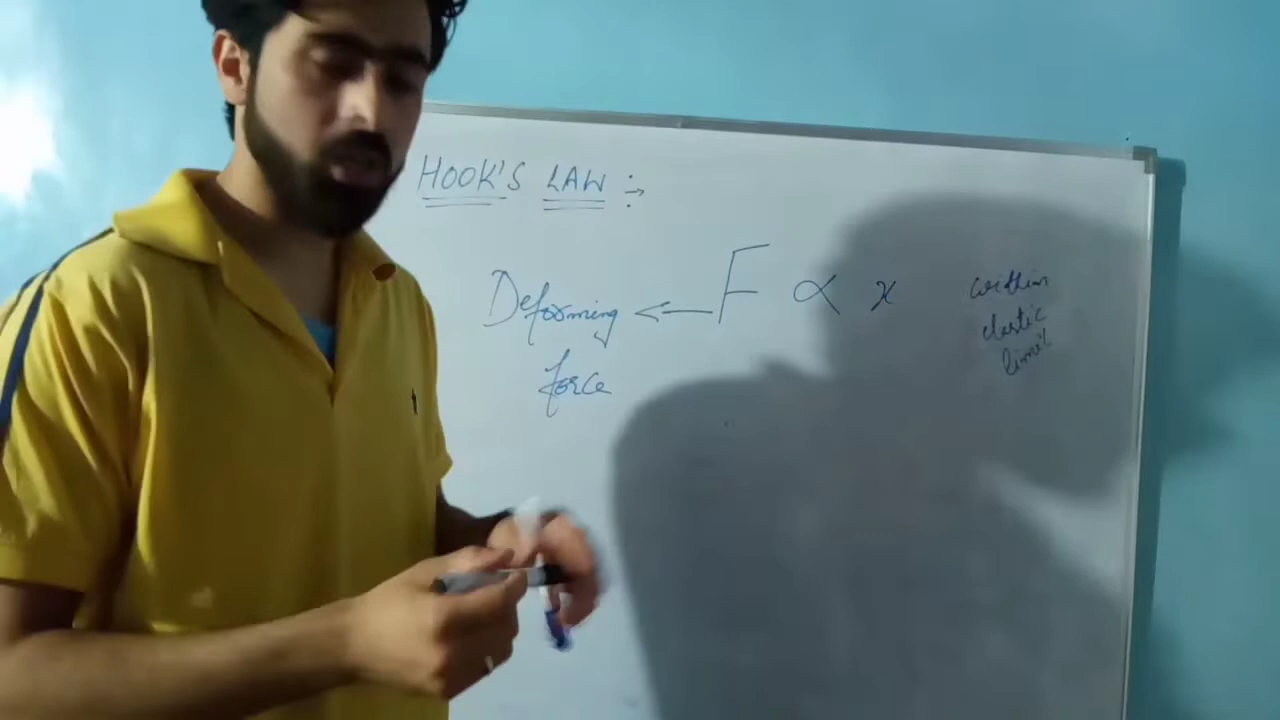 HOOK'S LAW :→
Deforming ← F ∝ x
force
within
elastic
limit